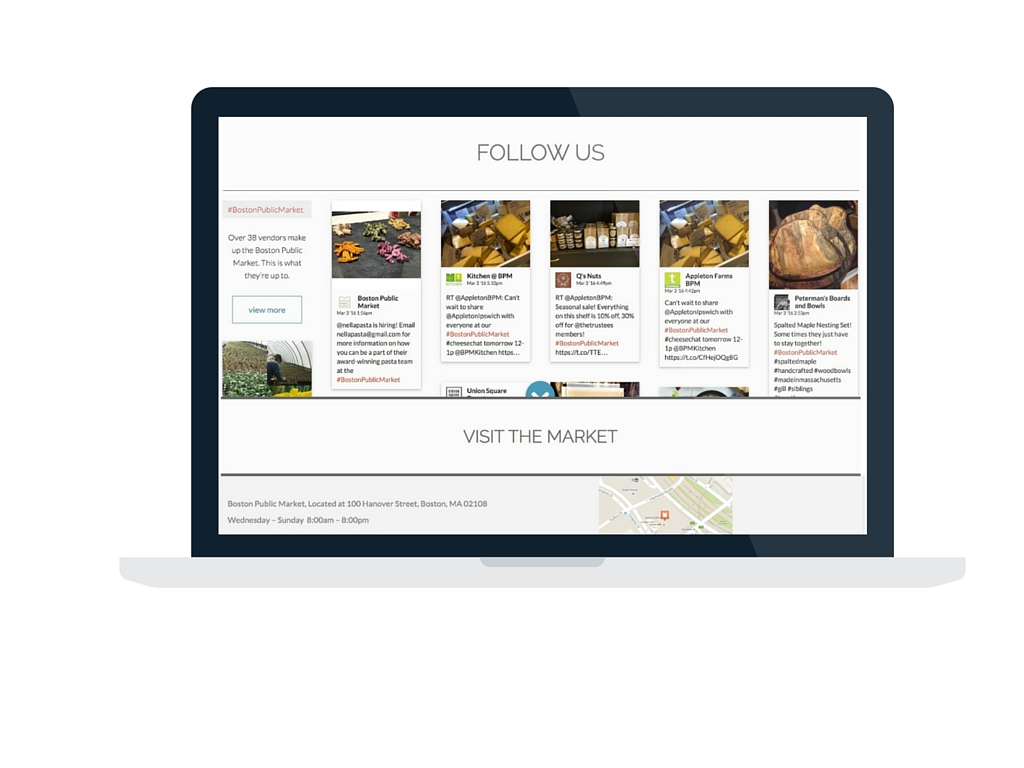 FOLLOW US
#BostonPublicMarket
Over 38 vendors make
up the Boston Public
Market. This is what
they're up to.
view more
Boston Public
Market
Mar 3 '16 5:16pm
@nellapasta is hiring! Email
nellapasta@gmail.com for
more information on how
you can be a part of their
award-winning pasta team
at the
#BostonPublicMarket
Kitchen @ BPM
RT @AppletonBPM: Can't
wait to share
@AppletonIpswich with
everyone at our
#BostonPublicMarket
#cheesechat tomorrow 12-
1p @BPMKitchen https…
Union Square
Q's Nuts
Mar 3 '16 4:49pm
RT @AppletonBPM:
Seasonal sale! Everything
on this shelf is 10% off, 30%
off for @thetrustees
members!
#BostonPublicMarket
https://t.co/TTE…
Appleton Farms
BPM
Mar 3 '16 4:42pm
Can't wait to share
@AppletonIpswich with
everyone at our
#BostonPublicMarket
#cheesechat tomorrow 12-
1p @BPMKitchen
https://t.co/CfHejOQg8G
Peterman's Boards
and Bowls
Mar 3 '16 2:53pm
Spalted Maple Nesting Set!
Some times they just have
to stay together!
#BostonPublicMarket
#spaltedmaple
#handcrafted #woodbowls
#madeinmassachusetts
#gill #siblings
VISIT THE MARKET
Boston Public Market, Located at 100 Hanover Street, Boston, MA 02108
Wednesday – Sunday 8:00am – 8:00pm